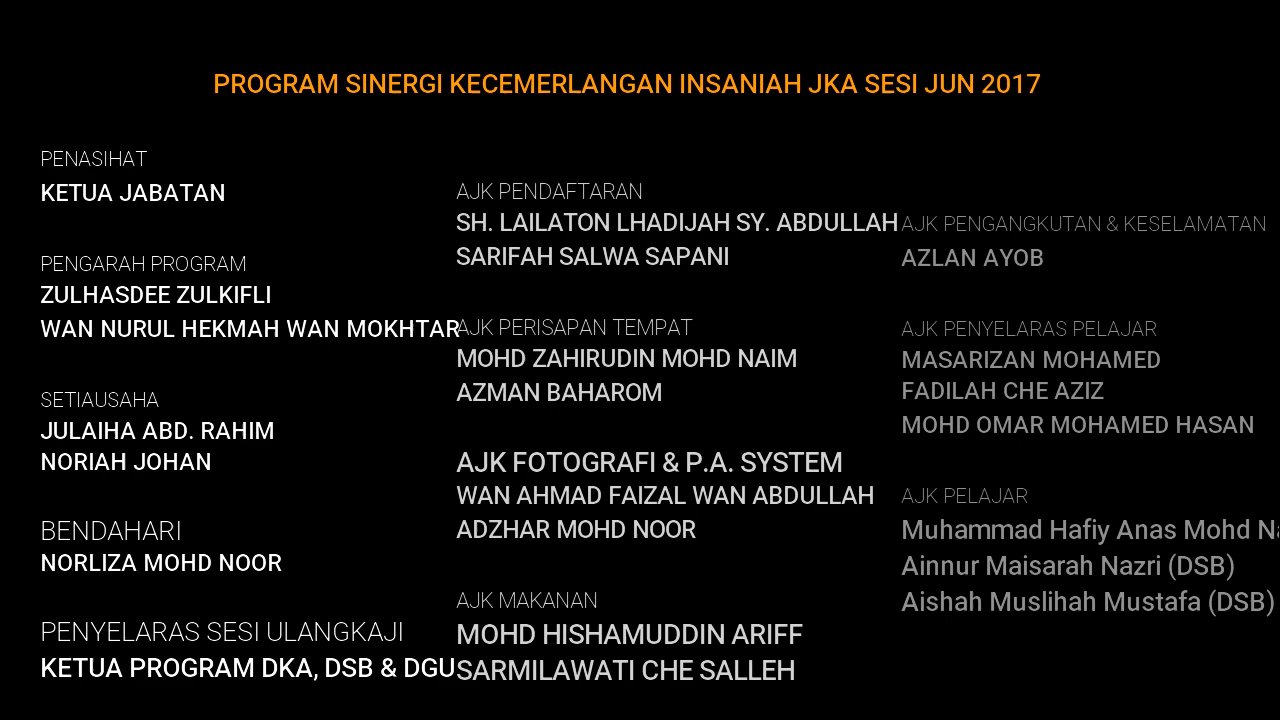 PROGRAM SINERGI KECEMERLANGAN INSANIAH JKA SESI JUN 2017
PENASIHAT
KETUA JABATAN
PENGARAH PROGRAM
ZULHASDEE ZULKIFLI
WAN NURUL HEKMAH WAN MOKHTAR
SETIAUSAHA
JULAIHA ABD. RAHIM
NORIAH JOHAN
BENDAHARI
NORLIZA MOHD NOOR
PENYELARAS SESI ULANGKAJI
KETUA PROGRAM DKA, DSB & DGU
AJK PENDAFTARAN
SH. LAILATON LHADIJAH SY. ABDULLAH
SARIFAH SALWA SAPANI
AJK PERISAPAN TEMPAT
MOHD ZAHIRUDIN MOHD NAIM
AZMAN BAHAROM
AJK FOTOGRAFI & P.A. SYSTEM
WAN AHMAD FAIZAL WAN ABDULLAH
ADZHAR MOHD NOOR
AJK MAKANAN
MOHD HISHAMUDDIN ARIFF
SARMILAWATI CHE SALLEH
AJK PENGANGKUTAN & KESELAMATAN
AZLAN AYOB
AJK PENYELARAS PELAJAR
MASARIZAN MOHAMED
FADILAH CHE AZIZ
MOHD OMAR MOHAMED HASAN
AJK PELAJAR
Muhammad Hafiy Anas Mohd
Ainnur Maisarah Nazri (DSB)
Aishah Muslihah Mustafa (DSB)